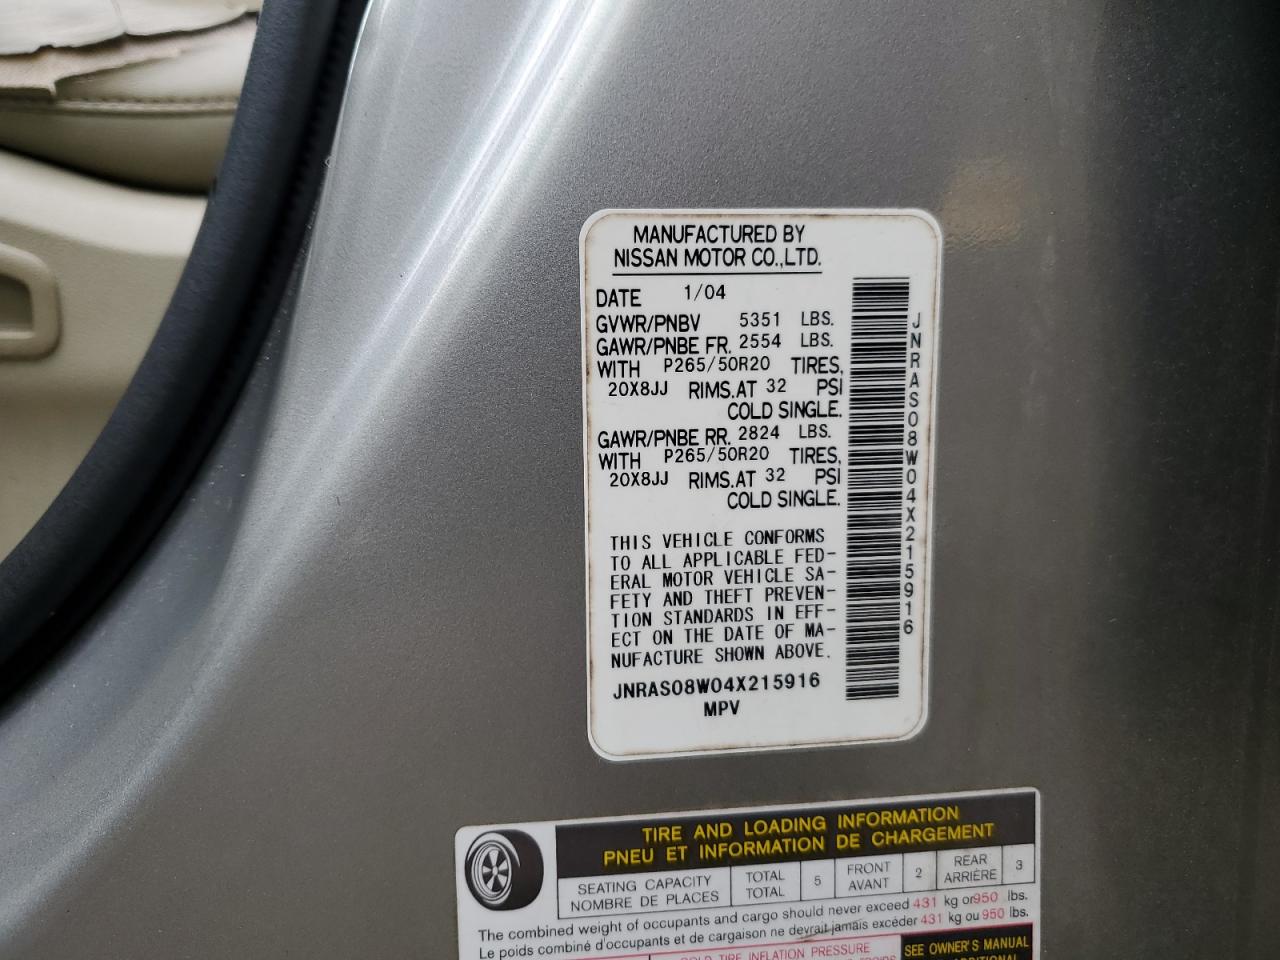 MANUFACTURED BY
NISSAN MOTOR CO.,LTD.
DATE 1/04
GVWR/PNBV 5351 LBS.
GAWR/PNBE FR. 2554 LBS.
WITH P265/50R20 TIRES,
20X8JJ RIMS.AT 32 PSI
COLD SINGLE.
GAWR/PNBE RR. 2824 LBS.
WITH P265/50R20 TIRES,
20X8JJ RIMS.AT 32 PSI
COLD SINGLE.
THIS VEHICLE CONFORMS
TO ALL APPLICABLE FED-
ERAL MOTOR VEHICLE SA-
FETY AND THEFT PREVEN-
TION STANDARDS IN EFF-
ECT ON THE DATE OF MA-
NUFACTURE SHOWN ABOVE.
JNRAS08W04X215916
MPV
JNRAS08W04X215916
TIRE AND LOADING INFORMATION
PNEU ET INFORMATION DE CHARGEMENT
SEATING CAPACITY TOTAL 5 FRONT 2 REAR 3
NOMBRE DE PLACES TOTAL AVANT ARRIÈRE
The combined weight of occupants and cargo should never exceed 431 kg or 950 lbs.
Le poids combiné d'occupants et de cargaison ne devrait jamais excéder 431 kg ou 950 lbs.
COLD TIRE INFLATION PRESSURE SEE OWNER'S MANUAL
ADDITIONAL